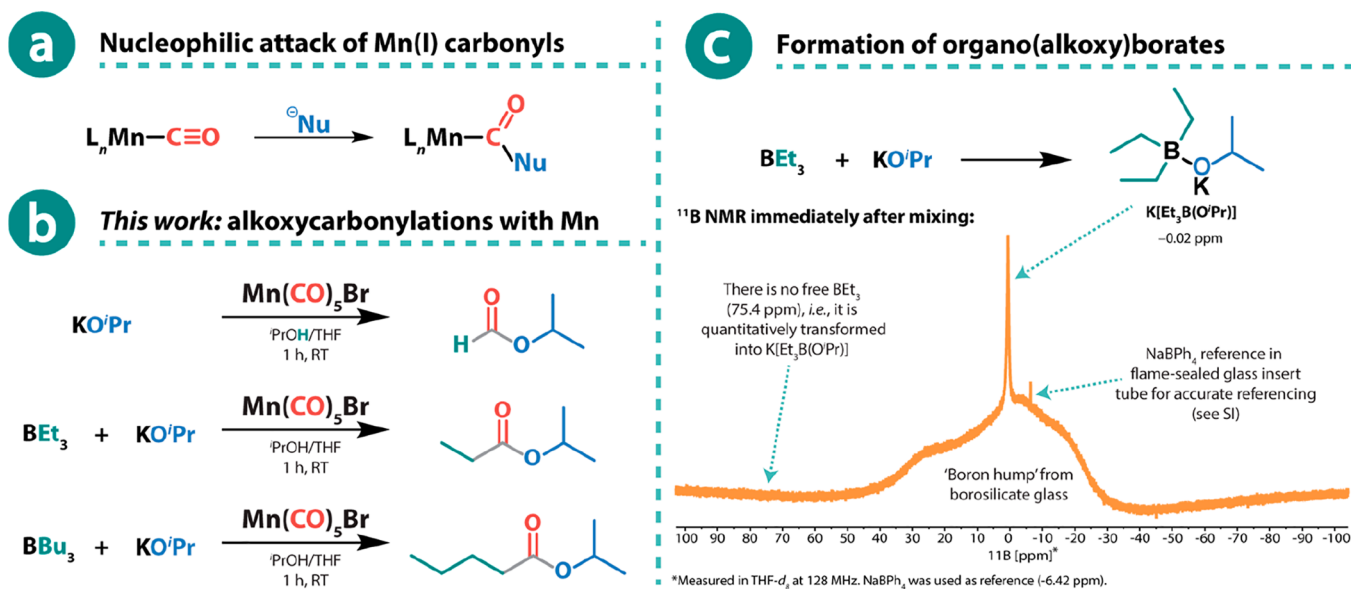 a
Nucleophilic attack of Mn(I) carbonyls
LnMn—C≡O
⊖Nu
LnMn—C
O
Nu
b
This work: alkoxycarbonylations with Mn
KOiPr
Mn(CO)5Br
iPrOH/THF
1 h, RT
H
O
O
BEt3 + KOiPr
Mn(CO)5Br
iPrOH/THF
1 h, RT
O
O
BBu3 + KOiPr
Mn(CO)5Br
iPrOH/THF
1 h, RT
O
O
c
Formation of organo(alkoxy)borates
BEt3 + KOiPr
B
O
K
K[Et3B(OiPr)]
−0.02 ppm
11B NMR immediately after mixing:
There is no free BEt3
(75.4 ppm), i.e., it is
quantitatively transformed
into K[Et3B(OiPr)]
NaBPh4 reference in
flame-sealed glass insert
tube for accurate referencing
(see SI)
'Boron hump' from
borosilicate glass
100 90 80 70 60 50 40 30 20 10 0 -10 -20 -30 -40 -50 -60 -70 -80 -90 -100
11B [ppm]*
*Measured in THF-d8 at 128 MHz. NaBPh4 was used as reference (-6.42 ppm).